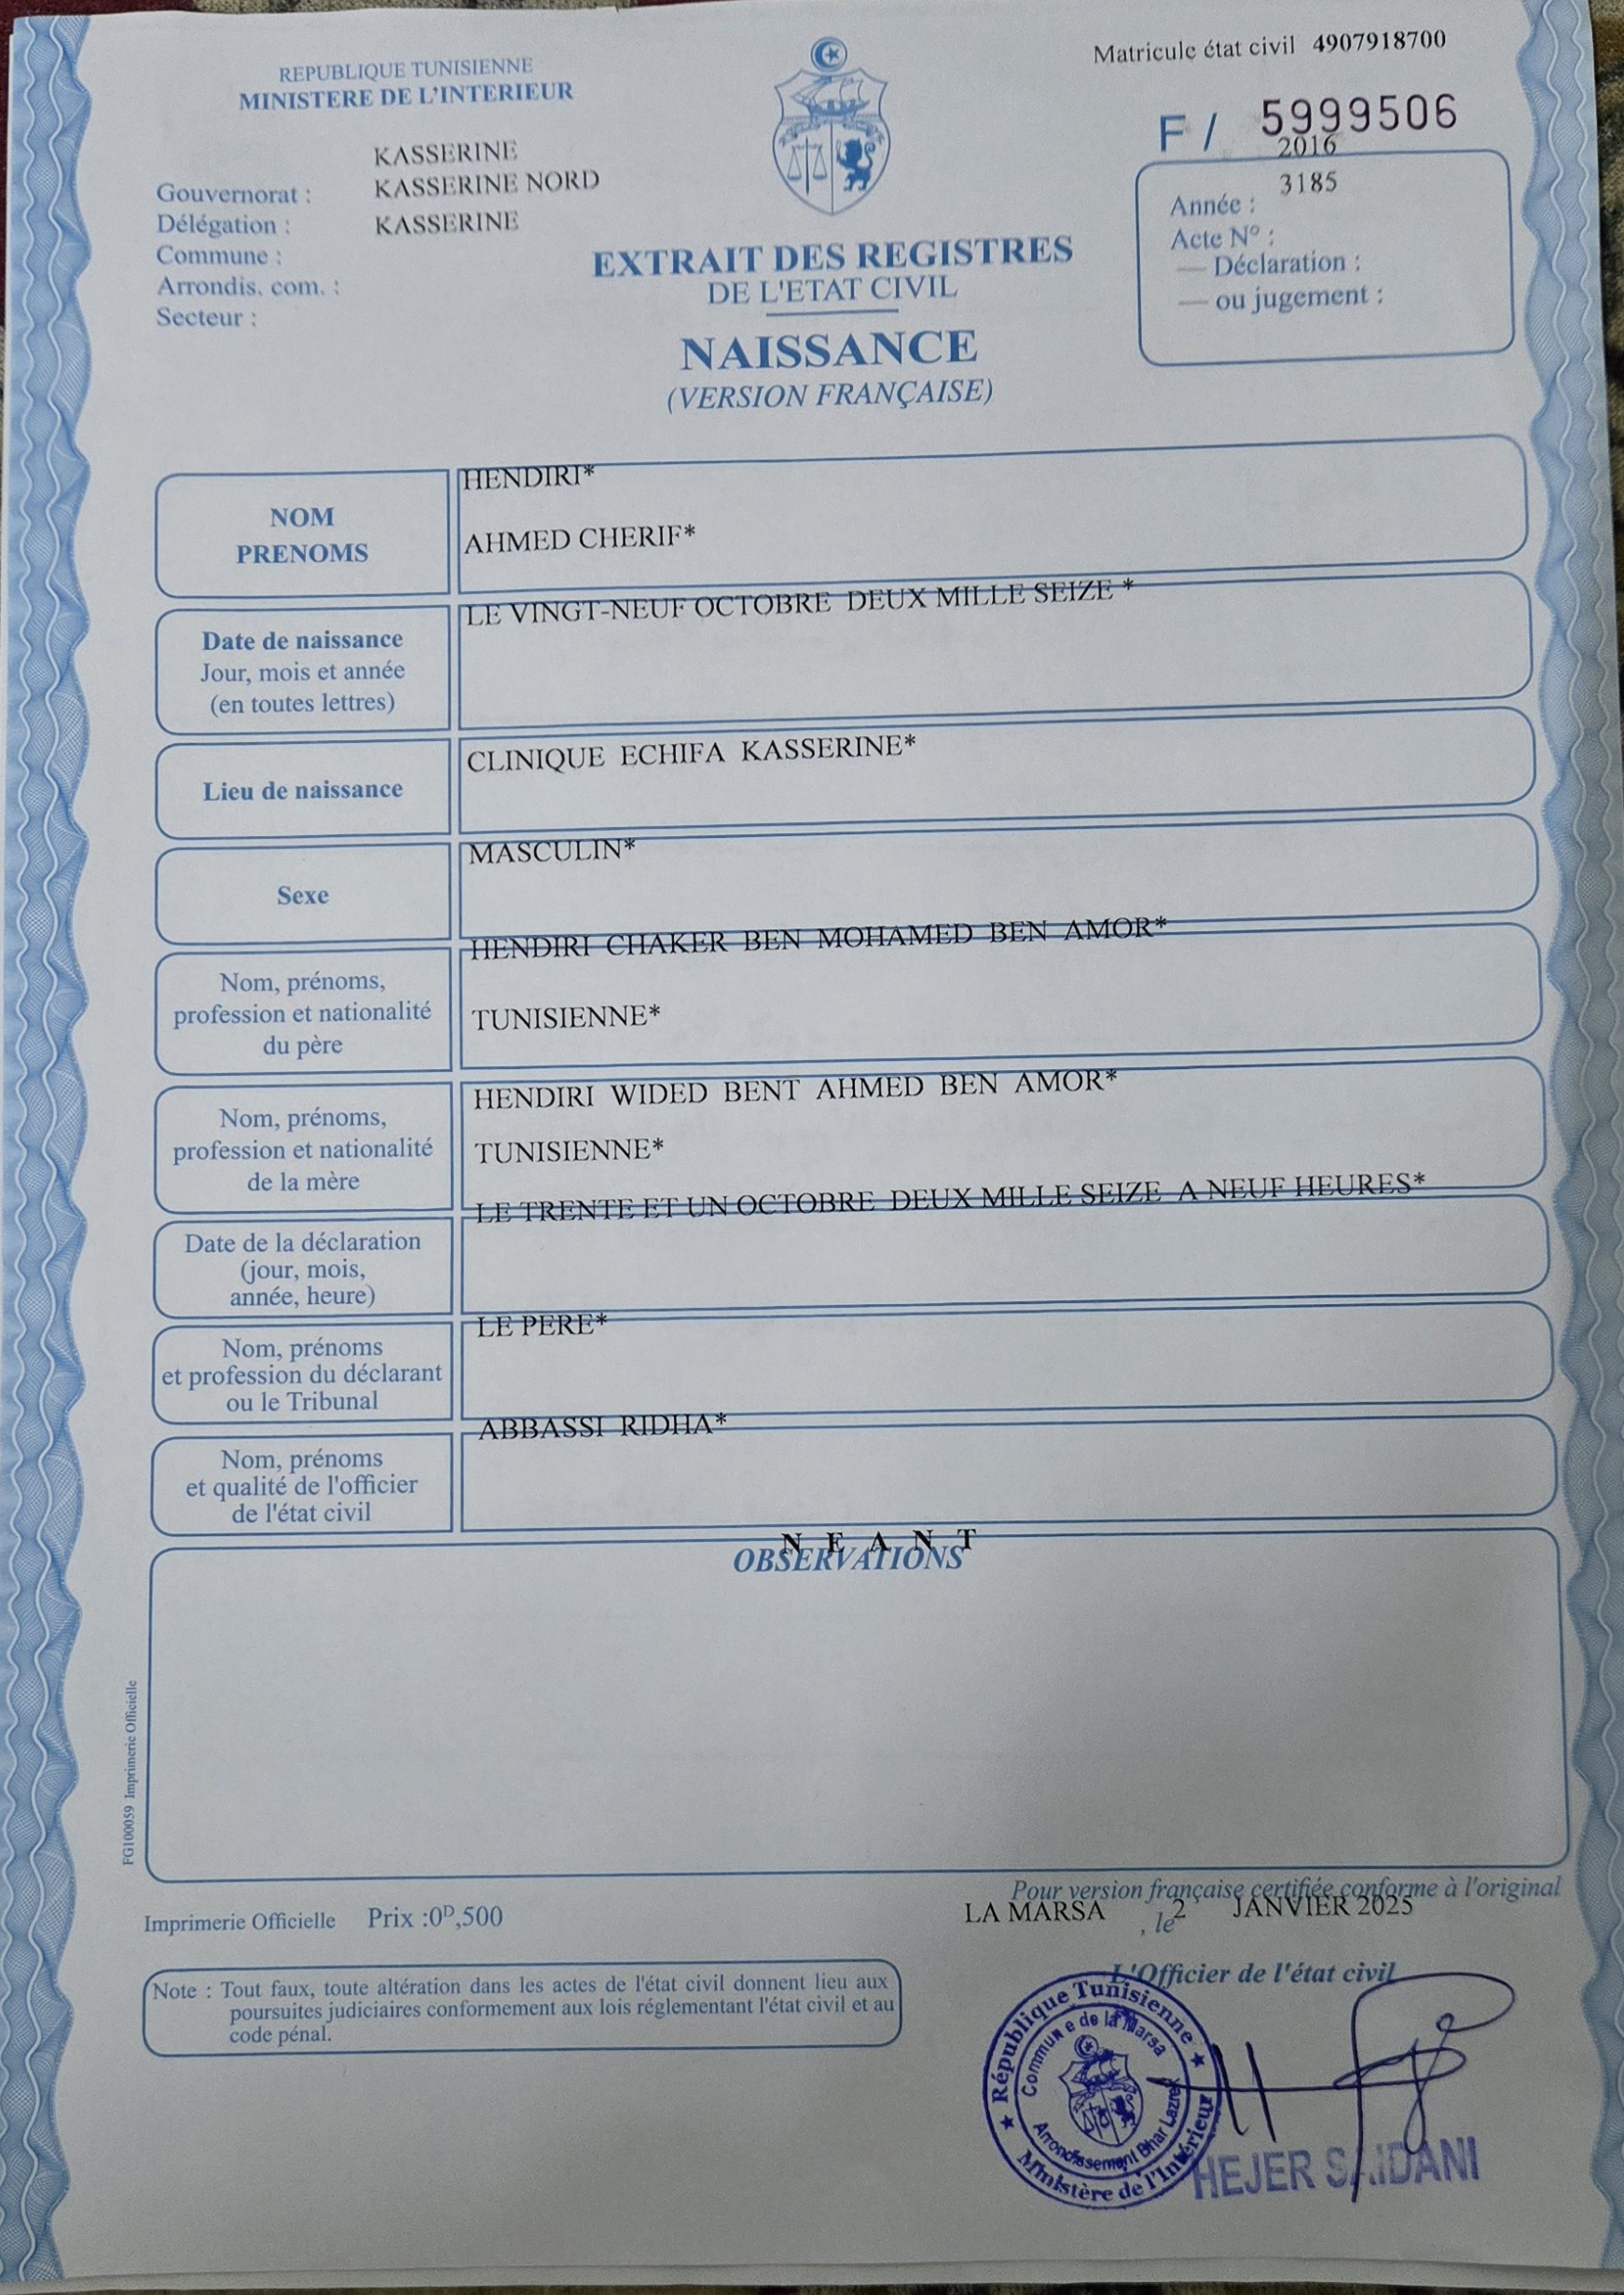 REPUBLIQUE TUNISIENNE
MINISTERE DE L'INTERIEUR
Matricule état civil 4907918700
F / 5999506
KASSERINE
KASSERINE NORD
KASSERINE
Gouvernorat :
Délégation :
Commune :
Arrondis. com. :
Secteur :
2016
3185
Année :
Acte N° :
— Déclaration :
— ou jugement :
EXTRAIT DES REGISTRES
DE L'ETAT CIVIL
NAISSANCE
(VERSION FRANÇAISE)
NOM
PRENOMS
HENDIRI*
AHMED CHERIF*
Date de naissance
Jour, mois et année
(en toutes lettres)
LE VINGT-NEUF OCTOBRE DEUX MILLE SEIZE *
Lieu de naissance
CLINIQUE ECHIFA KASSERINE*
Sexe
MASCULIN*
Nom, prénoms,
profession et nationalité
du père
HENDIRI CHAKER BEN MOHAMED BEN AMOR*
TUNISIENNE*
Nom, prénoms,
profession et nationalité
de la mère
HENDIRI WIDED BENT AHMED BEN AMOR*
TUNISIENNE*
Date de la déclaration
(jour, mois,
année, heure)
LE TRENTE ET UN OCTOBRE DEUX MILLE SEIZE A NEUF HEURES*
Nom, prénoms
et profession du déclarant
ou le Tribunal
LE PERE*
Nom, prénoms
et qualité de l'officier
de l'état civil
ABBASSI RIDHA*
N E A N T
OBSERVATIONS
FG100059 Imprimerie Officielle
Imprimerie Officielle Prix :0D,500
Pour version française certifiée conforme à l'original
LA MARSA , le 2 JANVIER 2025
L'Officier de l'état civil
Note : Tout faux, toute altération dans les actes de l'état civil donnent lieu aux
poursuites judiciaires conformement aux lois réglementant l'état civil et au
code pénal.
République Tunisienne
Commune de la Marsa
Arrondissement Bhar Lazreg
Ministère de l'Intérieur
HEJER SAIDANI